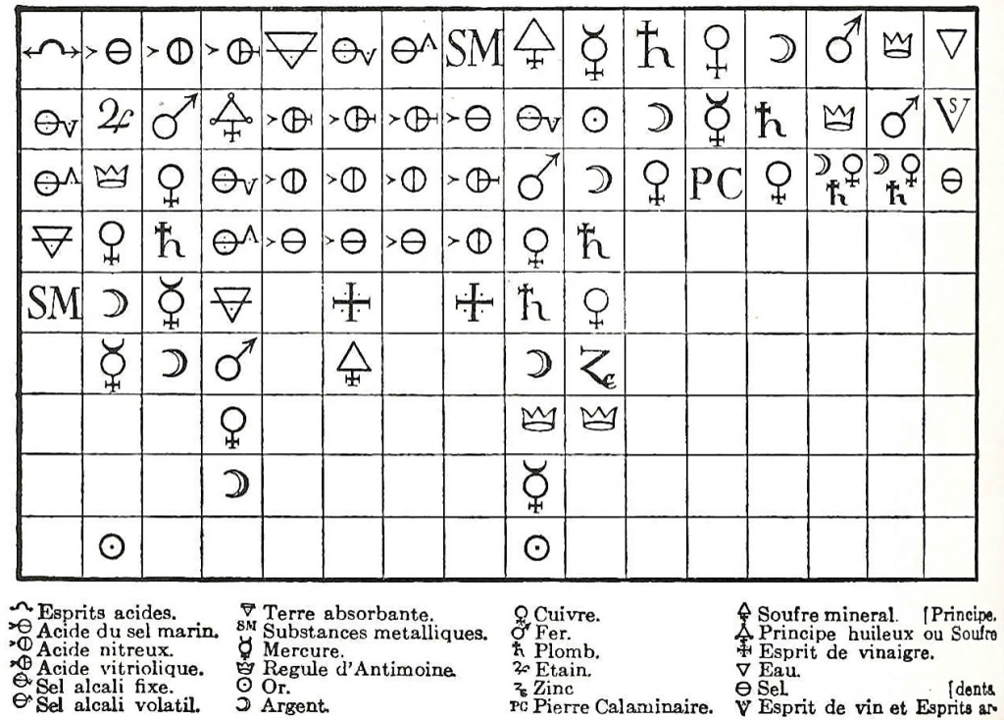 SM
V S
PC
SM
Esprits acides.
Acide du sel marin.
Acide nitreux.
Acide vitriolique.
Sel alcali fixe.
Sel alcali volatil.
Terre absorbante.
SM Substances metalliques.
Mercure.
Regule d'Antimoine
Or.
Argent.
Cuivre.
Fer.
Plomb.
Etain.
Zinc
PC Pierre Calaminaire.
Soufre mineral. [Principe.
Principe huileux ou Soufre
Esprit de vinaigre.
Eau.
Sel [dents
Esprit de vin et Esprits ar-